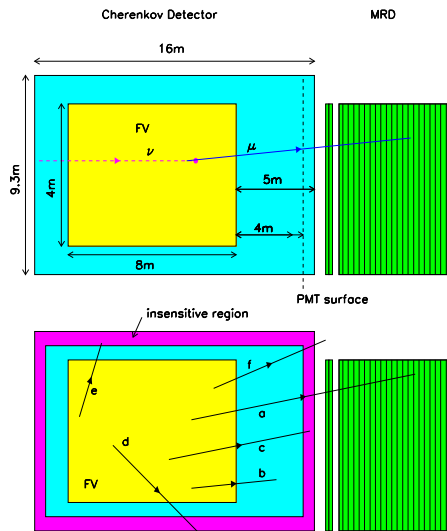 Cherenkov Detector MRD
16m
FV
ν μ
9.3m
4m
5m
4m
8m
PMT surface
insensitive region
f
e
a
d
c
b
FV